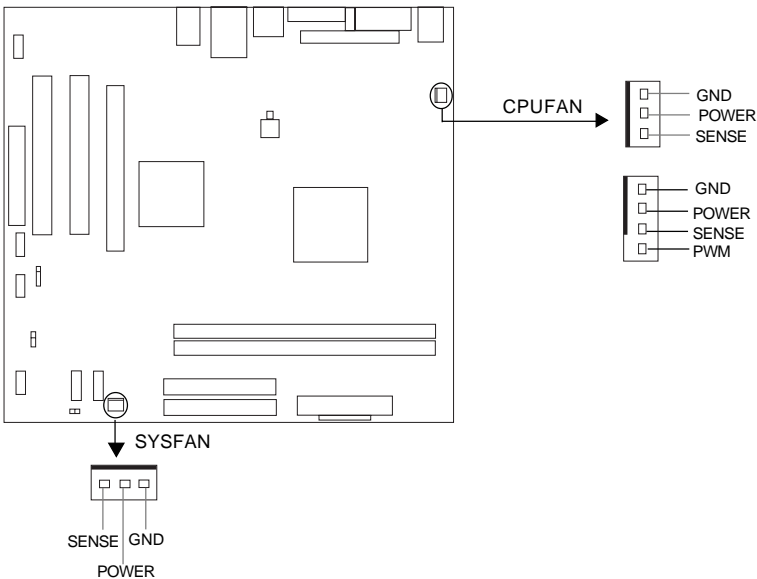 CPUFAN
GND
POWER
SENSE
GND
POWER
SENSE
PWM
SYSFAN
SENSE GND
POWER